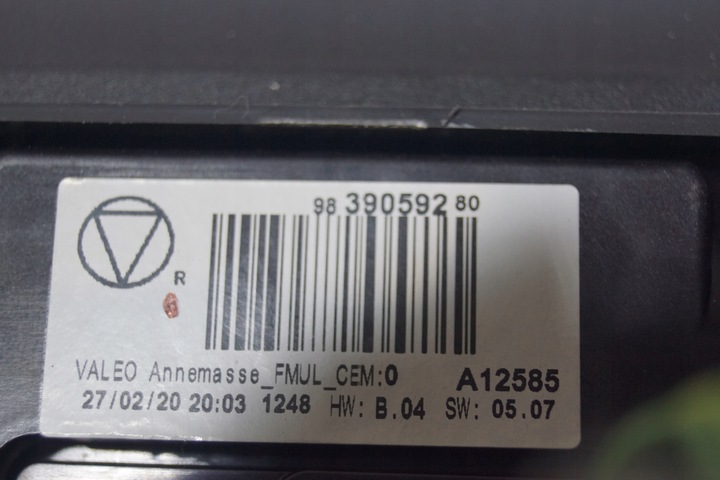 98 390592 80
R
VALEO Annemasse_FMUL_CEM:0 A12585
27/02/20 20:03 1248 HW: B.04 SW: 05.07